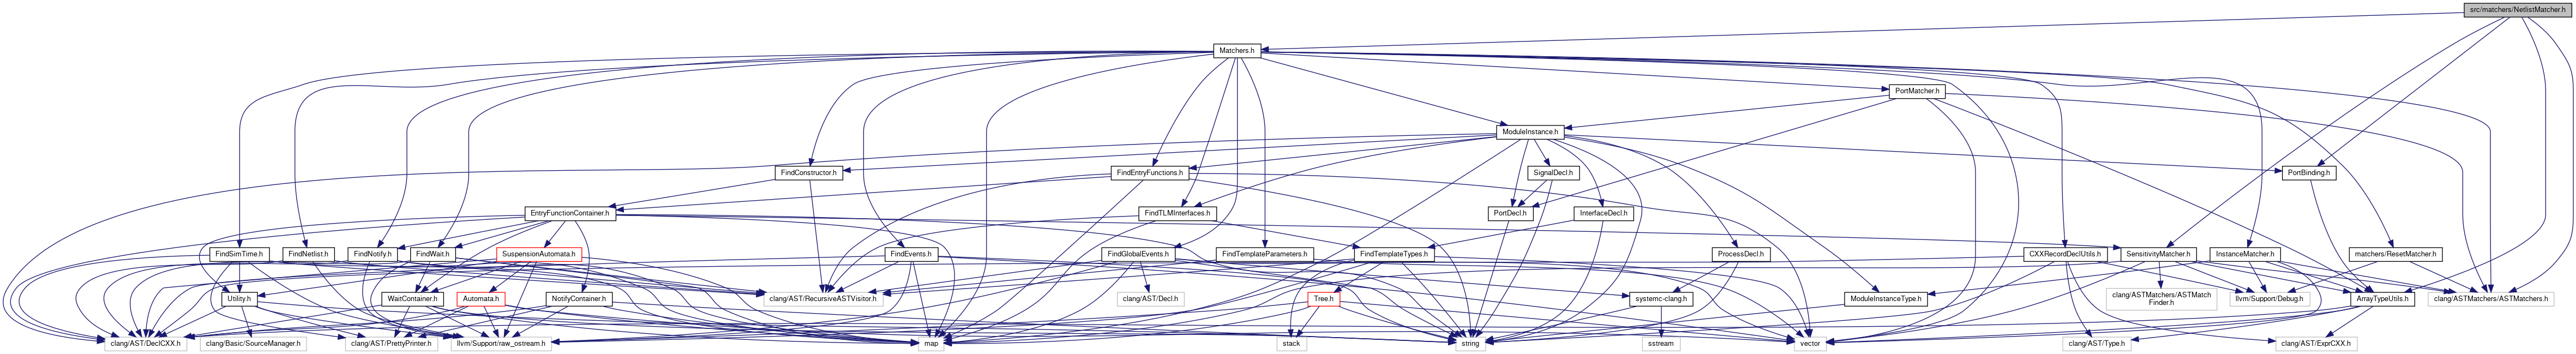 src/matchers/NetlistMatcher.h
Matchers.h
PortMatcher.h
ModuleInstance.h
FindConstructor.h
FindEntryFunctions.h
SignalDecl.h
PortBinding.h
EntryFunctionContainer.h
FindTLMInterfaces.h
PortDecl.h
InterfaceDecl.h
FindSimTime.h
FindNetlist.h
FindNotify.h
FindWait.h
SuspensionAutomata.h
FindEvents.h
FindGlobalEvents.h
FindTemplateParameters.h
FindTemplateTypes.h
ProcessDecl.h
CXXRecordDeclUtils.h
SensitivityMatcher.h
InstanceMatcher.h
matchers/ResetMatcher.h
Utility.h
WaitContainer.h
Automata.h
NotifyContainer.h
clang/AST/RecursiveASTVisitor.h
clang/AST/Decl.h
Tree.h
systemc-clang.h
ModuleInstanceType.h
clang/ASTMatchers/ASTMatch
Finder.h
llvm/Support/Debug.h
ArrayTypeUtils.h
clang/ASTMatchers/ASTMatchers.h
clang/AST/DeclCXX.h
clang/Basic/SourceManager.h
clang/AST/PrettyPrinter.h
llvm/Support/raw_ostream.h
map
stack
string
sstream
vector
clang/AST/Type.h
clang/AST/ExprCXX.h